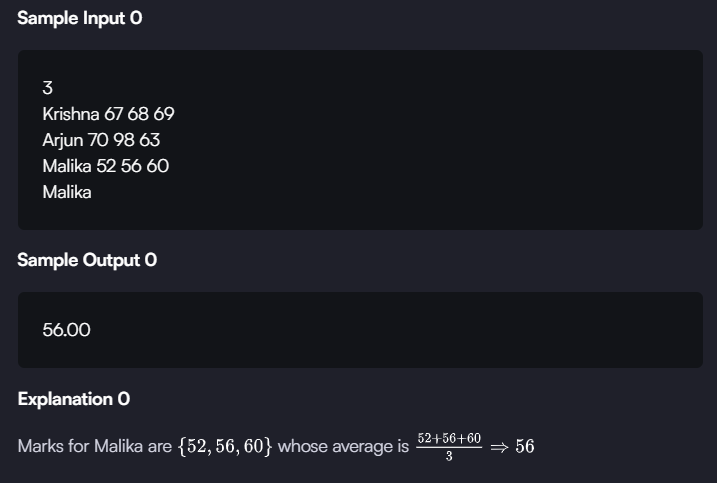 Sample Input 0
3
Krishna 67 68 69
Arjun 70 98 63
Malika 52 56 60
Malika
Sample Output 0
56.00
Explanation 0
Marks for Malika are {52, 56, 60} whose average is \frac{52+56+60}{3} ⇒ 56